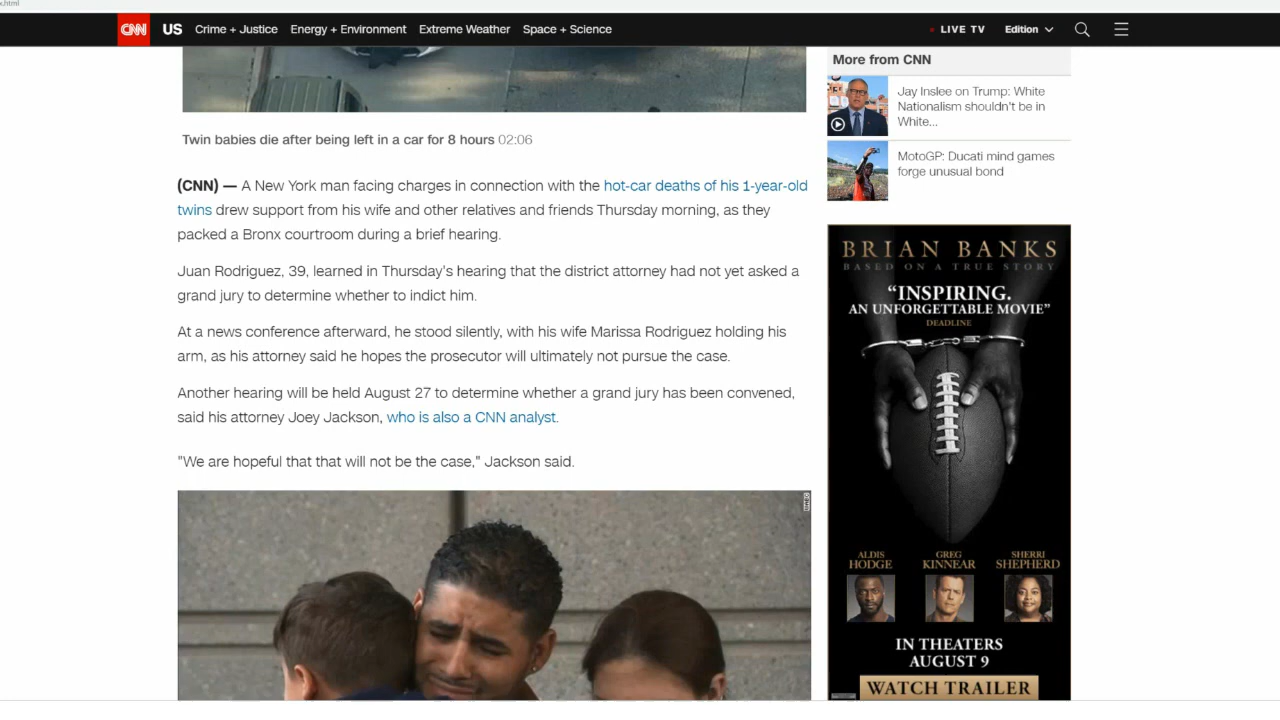 x.html
CNN US Crime + Justice Energy + Environment Extreme Weather Space + Science LIVE TV Edition
Twin babies die after being left in a car for 8 hours 02:06
(CNN) — A New York man facing charges in connection with the hot-car deaths of his 1-year-old
twins drew support from his wife and other relatives and friends Thursday morning, as they
packed a Bronx courtroom during a brief hearing.
Juan Rodriguez, 39, learned in Thursday's hearing that the district attorney had not yet asked a
grand jury to determine whether to indict him.
At a news conference afterward, he stood silently, with his wife Marissa Rodriguez holding his
arm, as his attorney said he hopes the prosecutor will ultimately not pursue the case.
Another hearing will be held August 27 to determine whether a grand jury has been convened,
said his attorney Joey Jackson, who is also a CNN analyst.
"We are hopeful that that will not be the case," Jackson said.
WABC
More from CNN
Jay Inslee on Trump: White
Nationalism shouldn't be in
White...
MotoGP: Ducati mind games
forge unusual bond
BRIAN BANKS
BASED ON A TRUE STORY
“INSPIRING.
AN UNFORGETTABLE MOVIE”
DEADLINE
ALDIS
HODGE
GREG
KINNEAR
SHERRI
SHEPHERD
IN THEATERS
AUGUST 9
WATCH TRAILER